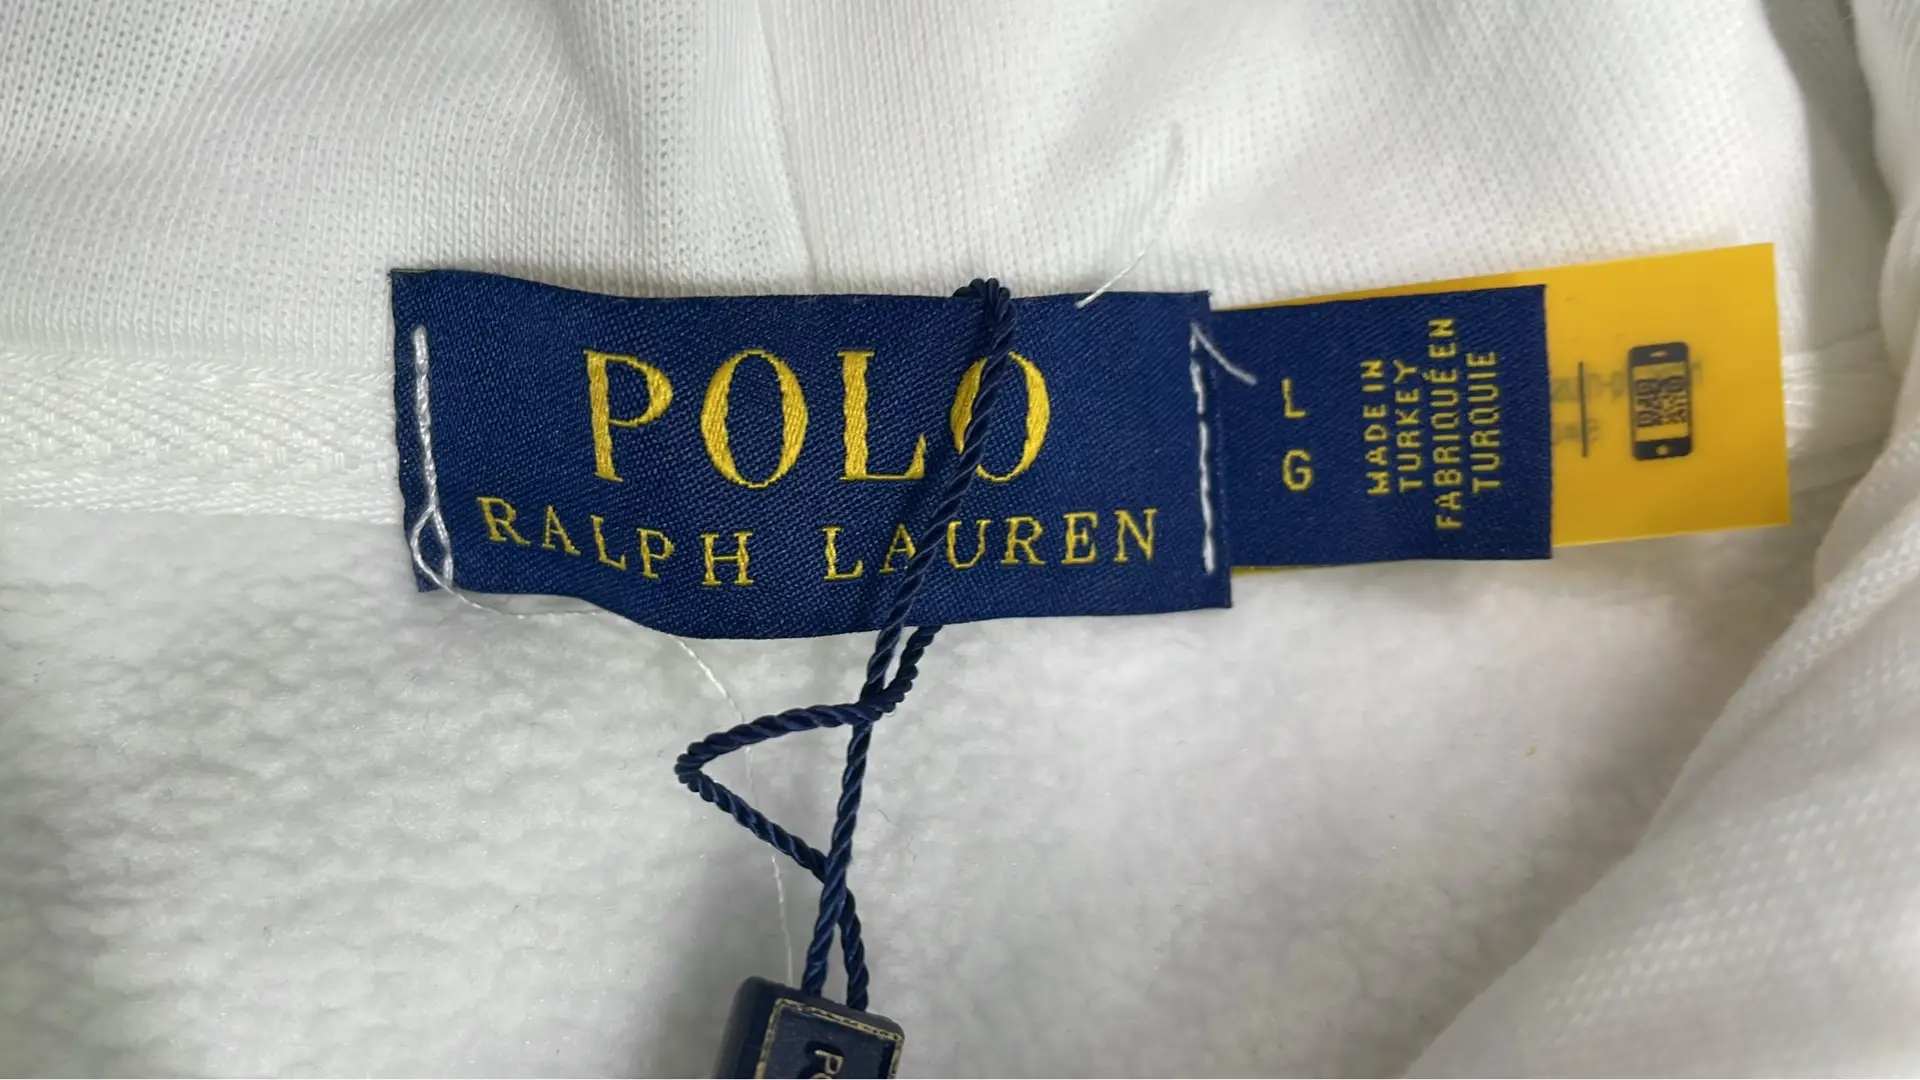 POLO
RALPH LAUREN
L
G
MADE IN
TURKEY
FABRIQUÉ EN
TURQUIE